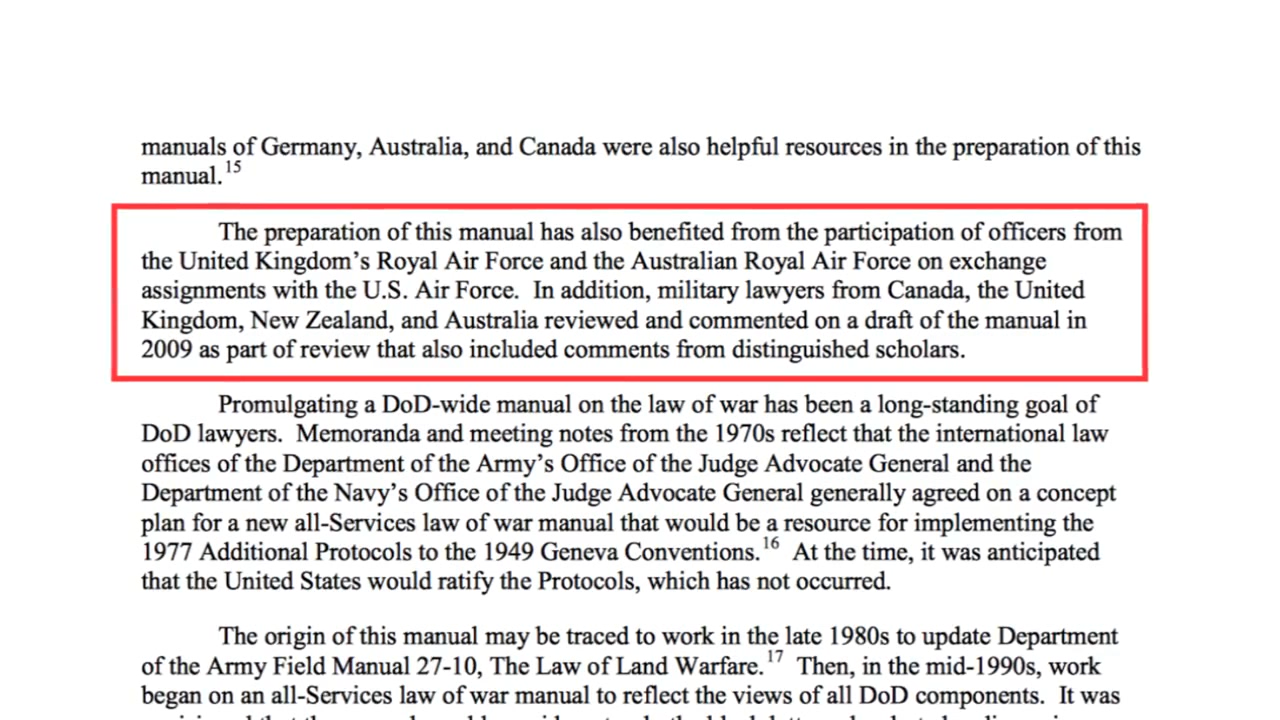 manuals of Germany, Australia, and Canada were also helpful resources in the preparation of this
manual.15
The preparation of this manual has also benefited from the participation of officers from
the United Kingdom’s Royal Air Force and the Australian Royal Air Force on exchange
assignments with the U.S. Air Force.  In addition, military lawyers from Canada, the United
Kingdom, New Zealand, and Australia reviewed and commented on a draft of the manual in
2009 as part of review that also included comments from distinguished scholars.
Promulgating a DoD-wide manual on the law of war has been a long-standing goal of
DoD lawyers.  Memoranda and meeting notes from the 1970s reflect that the international law
offices of the Department of the Army’s Office of the Judge Advocate General and the
Department of the Navy’s Office of the Judge Advocate General generally agreed on a concept
plan for a new all-Services law of war manual that would be a resource for implementing the
1977 Additional Protocols to the 1949 Geneva Conventions.16  At the time, it was anticipated
that the United States would ratify the Protocols, which has not occurred.
The origin of this manual may be traced to work in the late 1980s to update Department
of the Army Field Manual 27-10, The Law of Land Warfare.17  Then, in the mid-1990s, work
began on an all-Services law of war manual to reflect the views of all DoD components.  It was